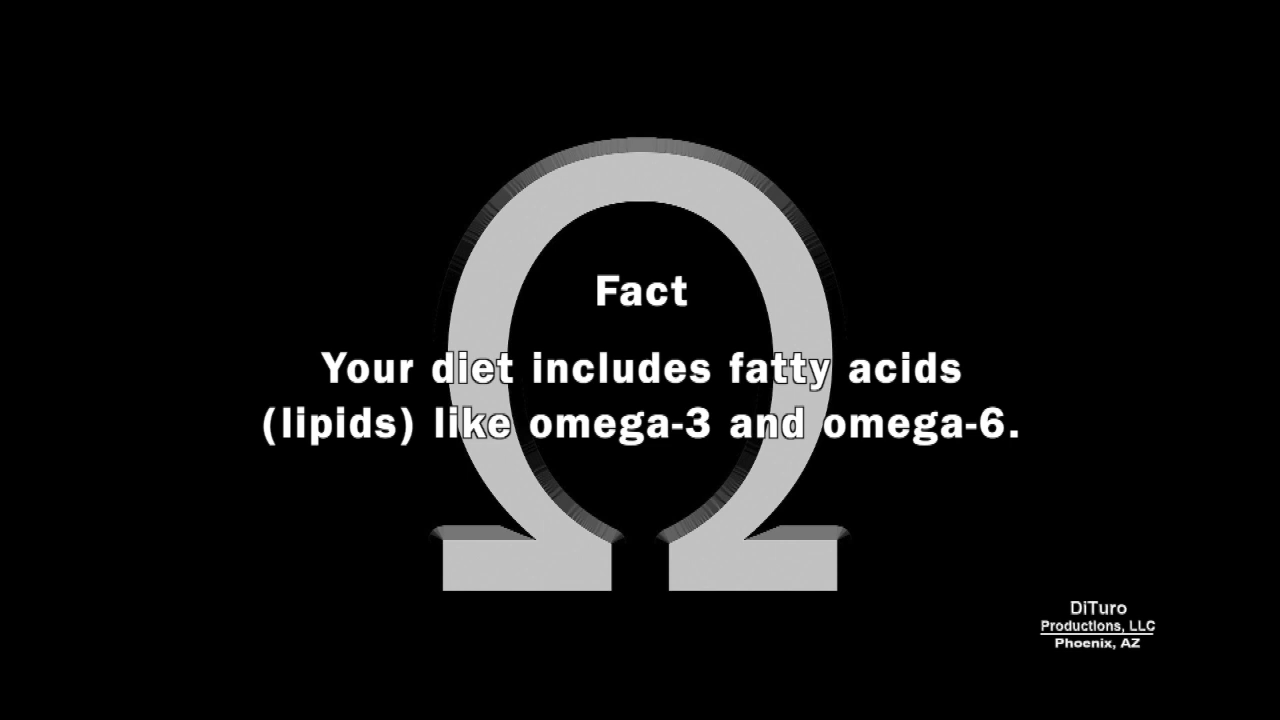 Fact
Your diet includes fatty acids
(lipids) like omega-3 and omega-6.
DiTuro
Productions, LLC
Phoenix, AZ